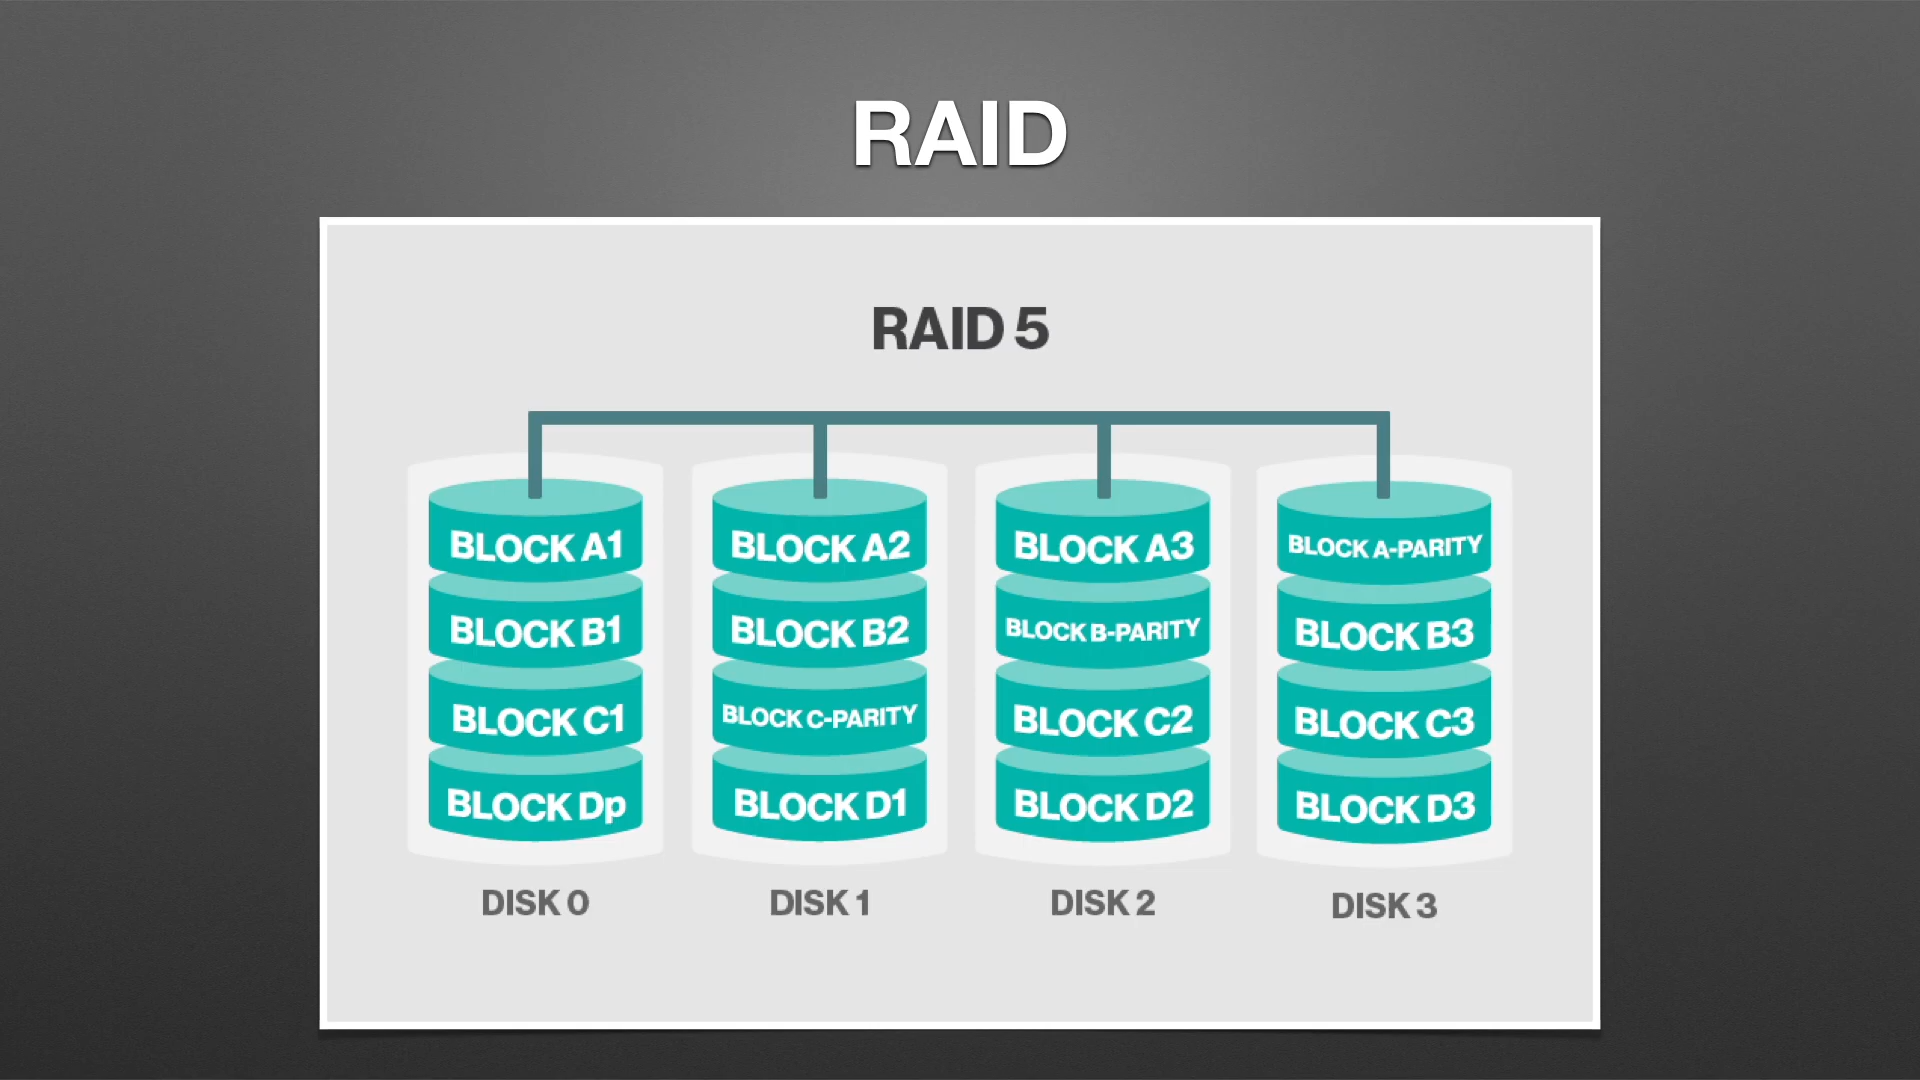 RAID
RAID 5
BLOCK A1 BLOCK A2 BLOCK A3 BLOCK A-PARITY
BLOCK B1 BLOCK B2 BLOCK B-PARITY BLOCK B3
BLOCK C1 BLOCK C-PARITY BLOCK C2 BLOCK C3
BLOCK Dp BLOCK D1 BLOCK D2 BLOCK D3
DISK 0 DISK 1 DISK 2 DISK 3